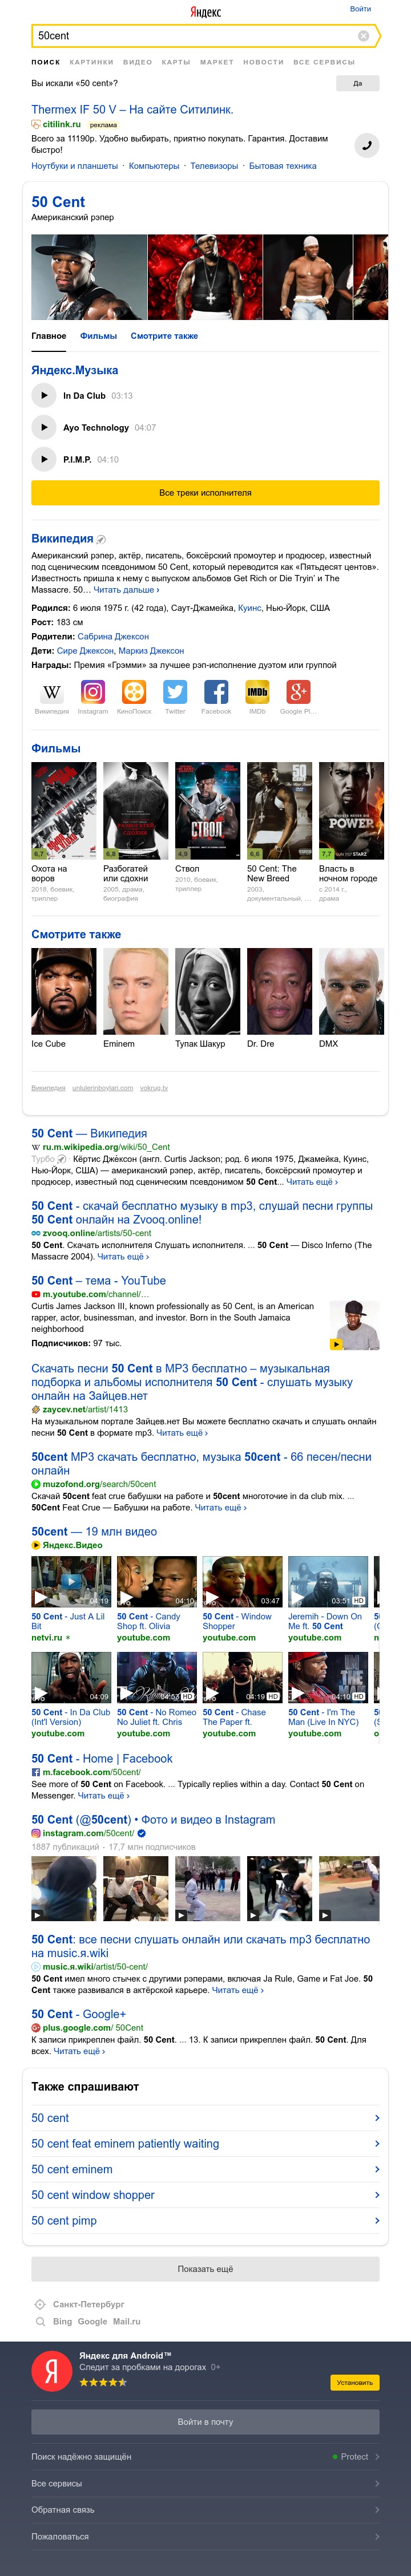 Яндекс
Войти
50cent
ПОИСК КАРТИНКИ ВИДЕО КАРТЫ МАРКЕТ НОВОСТИ ВСЕ СЕРВИСЫ
Вы искали «50 cent»? Да
Thermex IF 50 V – На сайте Ситилинк.
citilink.ru реклама
Всего за 11190р. Удобно выбирать, приятно покупать. Гарантия. Доставим
быстро!
Ноутбуки и планшеты · Компьютеры · Телевизоры · Бытовая техника
50 Cent
Американский рэпер
Главное Фильмы Смотрите также
Яндекс.Музыка
In Da Club 03:13
Ayo Technology 04:07
P.I.M.P. 04:10
Все треки исполнителя
Википедия
Американский рэпер, актёр, писатель, боксёрский промоутер и продюсер, известный
под сценическим псевдонимом 50 Cent, который переводится как «Пятьдесят центов».
Известность пришла к нему с выпуском альбомов Get Rich or Die Tryin' и The
Massacre. 50… Читать дальше ›
Родился: 6 июля 1975 г. (42 года), Саут-Джамейка, Куинс, Нью-Йорк, США
Рост: 183 см
Родители: Сабрина Джексон
Дети: Сире Джексон, Маркиз Джексон
Награды: Премия «Грэмми» за лучшее рэп-исполнение дуэтом или группой
W IMDb g+
Википедия Instagram КиноПоиск Twitter Facebook IMDb Google Pl…
Фильмы
POWER
STARZ
СТВОЛ
6,7 6,6 4,9 6,6 7,7
Охота на воров Разбогатей или сдохни Ствол 50 Cent: The New Breed Власть в ночном городе
2018, боевик, триллер 2005, драма, биография 2010, боевик, триллер 2003, документальный, … с 2014 г., драма
Смотрите также
Ice Cube Eminem Тупак Шакур Dr. Dre DMX
Википедия unluleriniboylari.com vokrug.tv
50 Cent — Википедия
W ru.m.wikipedia.org/wiki/50_Cent
Турбо Кёртис Дже́ксон (англ. Curtis Jackson; род. 6 июля 1975, Джамейка, Куинс,
Нью-Йорк, США) — американский рэпер, актёр, писатель, боксёрский промоутер и
продюсер, известный под сценическим псевдонимом 50 Cent... Читать ещё ›
50 Cent - скачай бесплатно музыку в mp3, слушай песни группы
50 Cent онлайн на Zvooq.online!
zvooq.online/artists/50-cent
50 Cent. Скачать исполнителя Слушать исполнителя. ... 50 Cent — Disco Inferno (The
Massacre 2004). Читать ещё ›
50 Cent – тема - YouTube
m.youtube.com/channel/…
Curtis James Jackson III, known professionally as 50 Cent, is an American
rapper, actor, businessman, and investor. Born in the South Jamaica
neighborhood
Подписчиков: 97 тыс.
Скачать песни 50 Cent в MP3 бесплатно – музыкальная
подборка и альбомы исполнителя 50 Cent - слушать музыку
онлайн на Зайцев.нет
zaycev.net/artist/1413
На музыкальном портале Зайцев.нет Вы можете бесплатно скачать и слушать онлайн
песни 50 Cent в формате mp3. Читать ещё ›
50cent MP3 скачать бесплатно, музыка 50cent - 66 песен/песни
онлайн
muzofond.org/search/50cent
Скачай 50cent feat crue бабушки на работе и 50cent многоточие in da club mix. ...
50Cent Feat Crue — Бабушки на работе. Читать ещё ›
50cent — 19 млн видео
Яндекс.Видео
04:19 04:10 03:47 03:51 HD
50 Cent - Just A Lil Bit 50 Cent - Candy Shop ft. Olivia 50 Cent - Window Shopper Jeremih - Down On Me ft. 50 Cent
netvi.ru youtube.com youtube.com youtube.com
04:09 04:53 HD 04:19 HD 04:10 HD
50 Cent - In Da Club (Int'l Version) 50 Cent - No Romeo No Juliet ft. Chris 50 Cent - Chase The Paper ft. 50 Cent - I'm The Man (Live In NYC)
youtube.com youtube.com youtube.com youtube.com
50 Cent - Home | Facebook
m.facebook.com/50cent/
See more of 50 Cent on Facebook. ... Typically replies within a day. Contact 50 Cent on
Messenger. Читать ещё ›
50 Cent (@50cent) • Фото и видео в Instagram
instagram.com/50cent/
1887 публикаций - 17,7 млн подписчиков
50 Cent: все песни слушать онлайн или скачать mp3 бесплатно
на music.я.wiki
music.я.wiki/artist/50-cent/
50 Cent имел много стычек с другими рэперами, включая Ja Rule, Game и Fat Joe. 50
Cent также развивался в актёрской карьере. Читать ещё ›
50 Cent - Google+
plus.google.com/ 50Cent
К записи прикреплен файл. 50 Cent. ... 13. К записи прикреплен файл. 50 Cent. Для
всех. Читать ещё ›
Также спрашивают
50 cent
50 cent feat eminem patiently waiting
50 cent eminem
50 cent window shopper
50 cent pimp
Показать ещё
Санкт-Петербург
Bing Google Mail.ru
Я
Яндекс для Android™
Следит за пробками на дорогах 0+
Установить
Войти в почту
Поиск надёжно защищён Protect
Все сервисы
Обратная связь
Пожаловаться